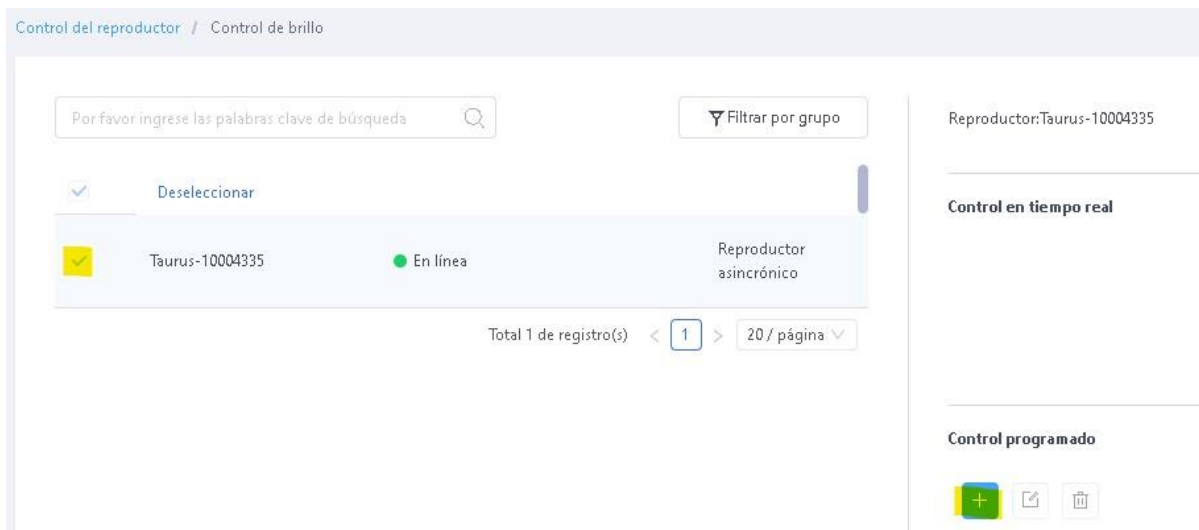 Control del reproductor / Control de brillo
Por favor ingrese las palabras clave de búsqueda
Filtrar por grupo
Deseleccionar
Taurus-10004335
En línea
Reproductor
asincrónico
Total 1 de registro(s) < 1 > 20 / página
Reproductor:Taurus-10004335
Control en tiempo real
Control programado